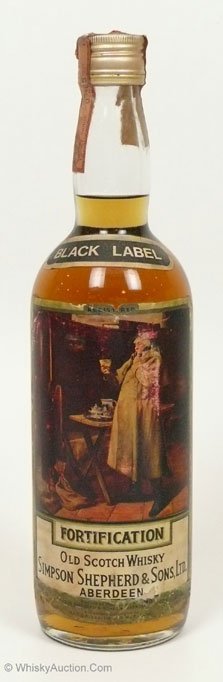 BLACK LABEL
FORTIFICATION
OLD SCOTCH WHISKY
SIMPSON SHEPHERD & SONS, LTD.
ABERDEEN
© WhiskyAuction.Com